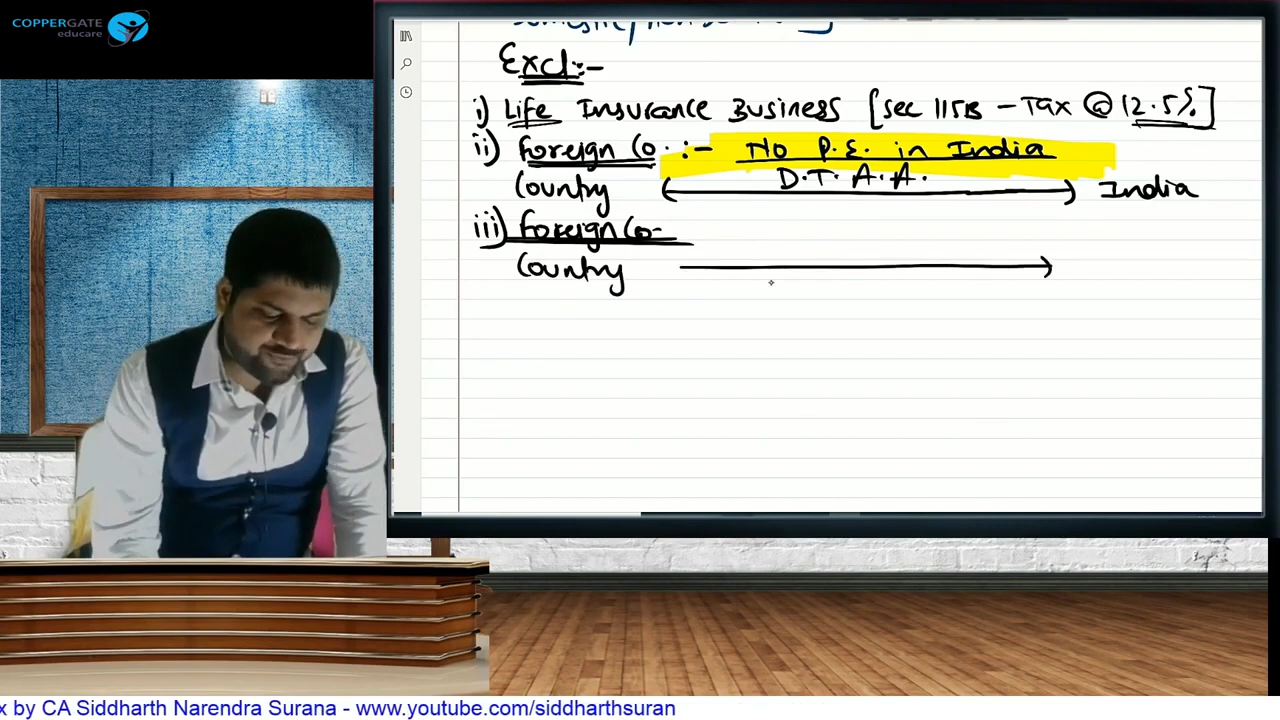 COPPERGATE
educare
Excl:-
i) Life Insurance Business [Sec 115B - Tax @ 12.5%]
ii) Foreign Co. :- No P.E. in India
D.T.A.A.
Country India
iii) Foreign Co-
Country
x by CA Siddharth Narendra Surana - www.youtube.com/siddharthsuran